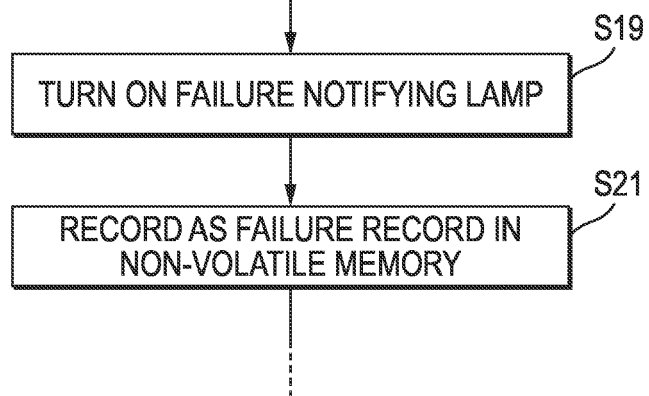 S19
TURN ON FAILURE NOTIFYING LAMP
S21
RECORD AS FAILURE RECORD IN
NON-VOLATILE MEMORY